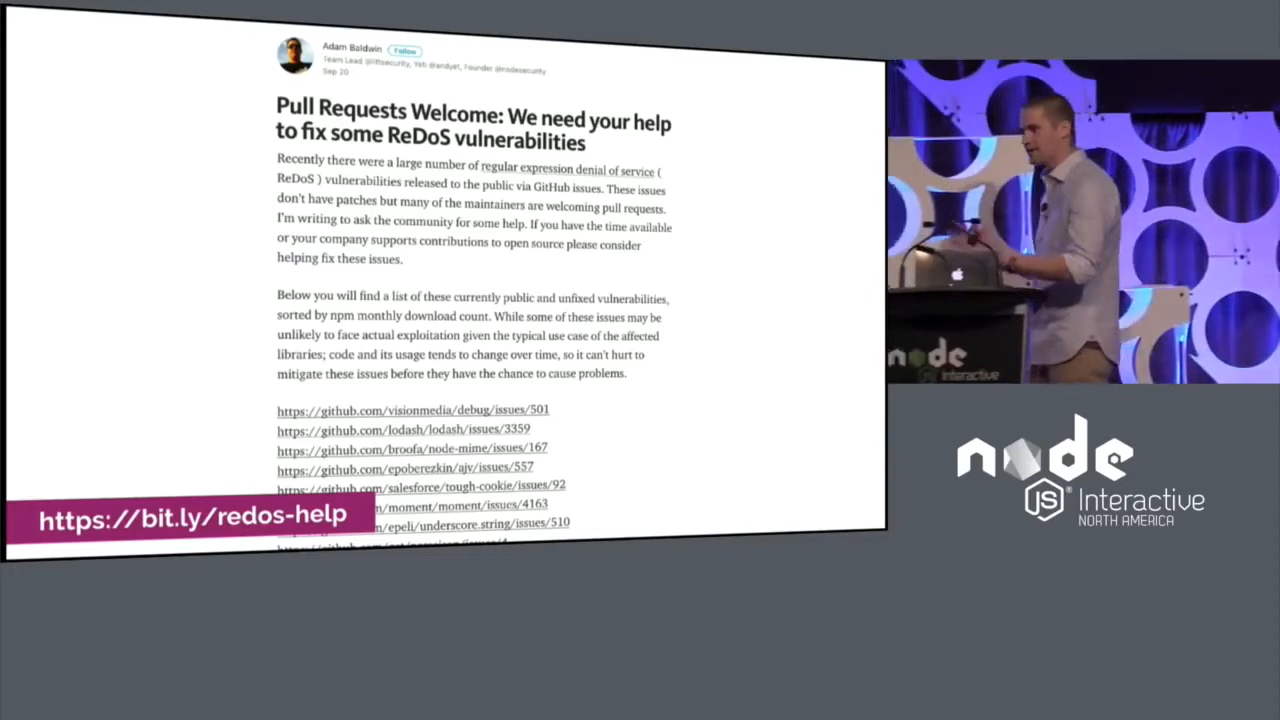 Adam Baldwin Follow
Team Lead @liftsecurity, Yeti @andyet, Founder @nodesecurity
Sep 20
Pull Requests Welcome: We need your help
to fix some ReDoS vulnerabilities
Recently there were a large number of regular expression denial of service (
ReDoS ) vulnerabilities released to the public via GitHub issues. These issues
don't have patches but many of the maintainers are welcoming pull requests.
I'm writing to ask the community for some help. If you have the time available
or your company supports contributions to open source please consider
helping fix these issues.
Below you will find a list of these currently public and unfixed vulnerabilities,
sorted by npm monthly download count. While some of these issues may be
unlikely to face actual exploitation given the typical use case of the affected
libraries; code and its usage tends to change over time, so it can't hurt to
mitigate these issues before they have the chance to cause problems.
https://github.com/visionmedia/debug/issues/501
https://github.com/lodash/lodash/issues/3359
https://github.com/broofa/node-mime/issues/167
https://github.com/epoberezkin/ajv/issues/557
https://github.com/salesforce/tough-cookie/issues/92
m/moment/moment/issues/4163
m/epeli/underscore.string/issues/510
https://bit.ly/redos-help
node
interactive
node
JS ® Interactive
NORTH AMERICA